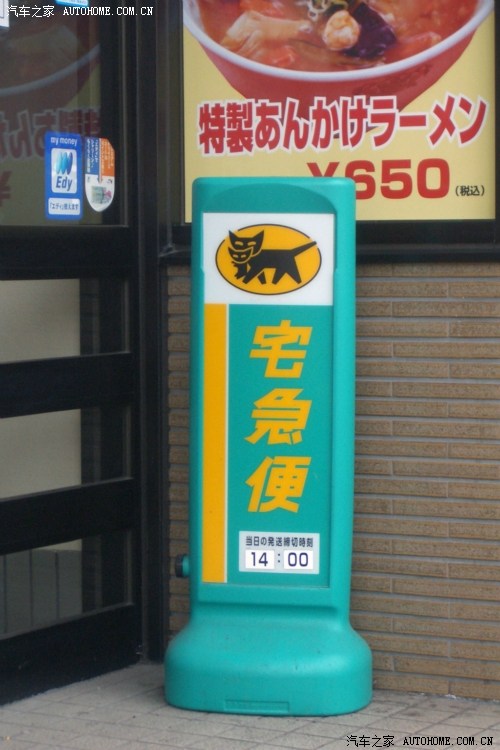 汽车之家 AUTOHOME.COM.CN
特製あんかけラーメン
¥650(税込)
my money
Edy
宅急便
当日の発送締切時刻
14:00
汽车之家 AUTOHOME.COM.CN